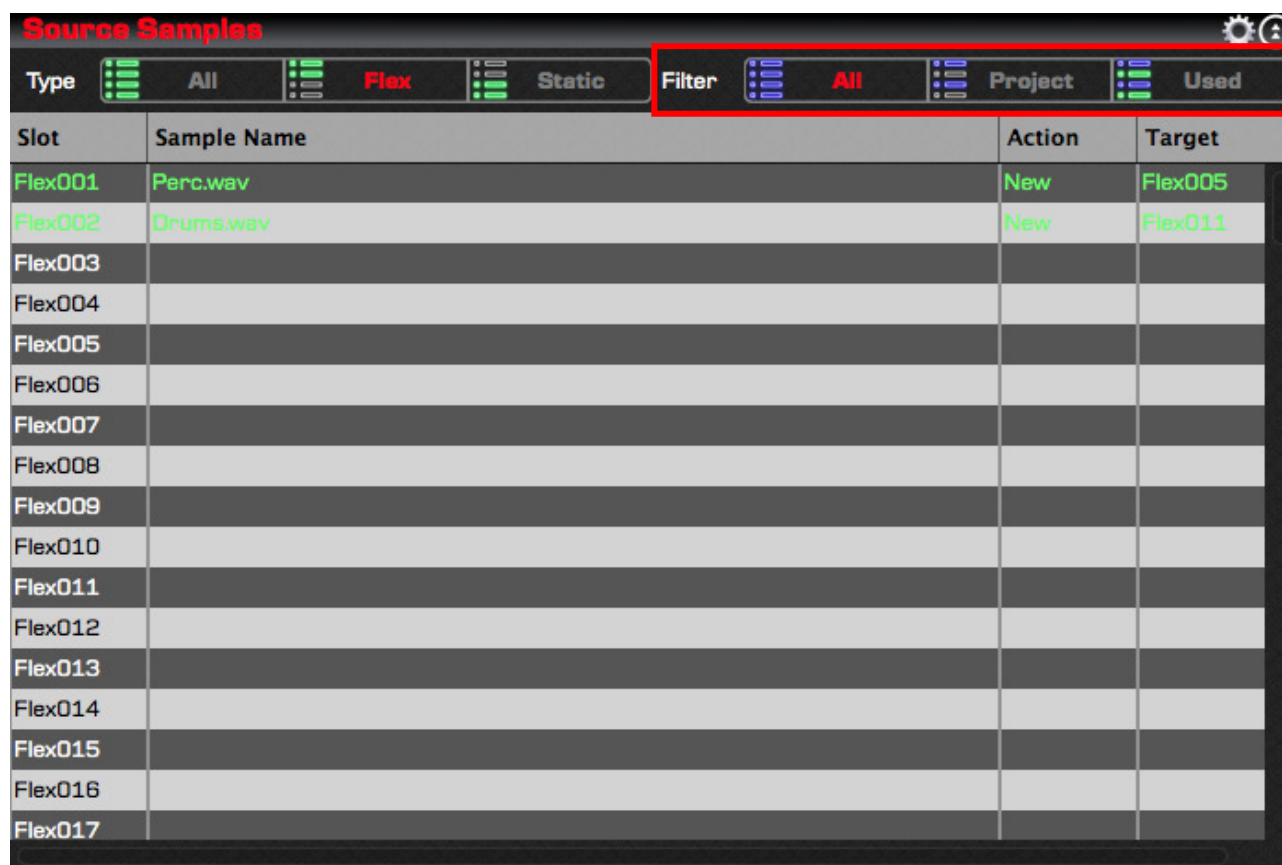 Source Samples
Type All Flex Static Filter All Project Used
Slot Sample Name Action Target
Flex001 Perc.wav New Flex005
Flex002 Drums.wav New Flex011
Flex003
Flex004
Flex005
Flex006
Flex007
Flex008
Flex009
Flex010
Flex011
Flex012
Flex013
Flex014
Flex015
Flex016
Flex017